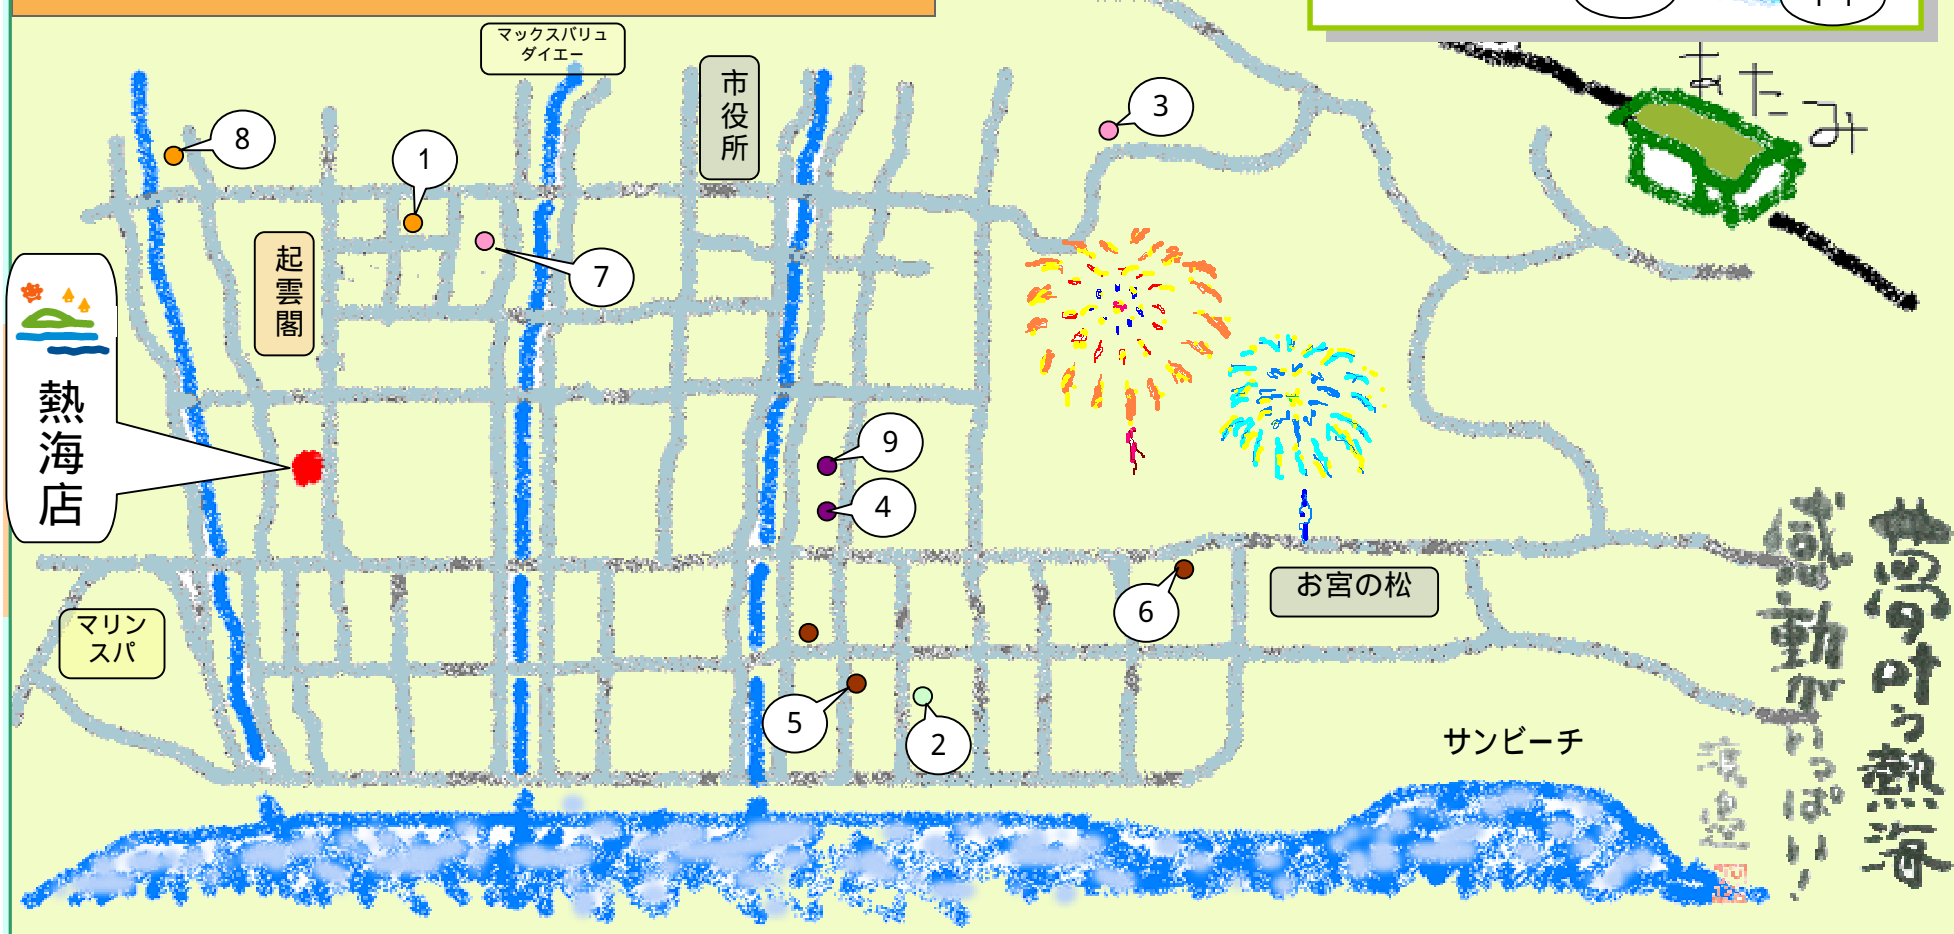 マックスバリュ
ダイエー
市役所
あたみ
3
8
1
7
起雲閣
熱海店
9
4
お宮の松
6
マリン
スパ
5
2
サンビーチ
夢叶う熱海
感動がいっぱい!